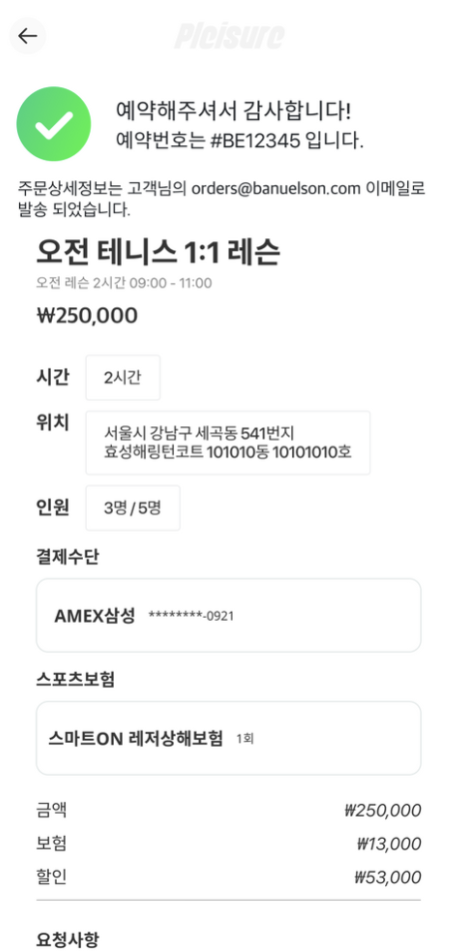 Pleisure
예약해주셔서 감사합니다!
예약번호는 #BE12345 입니다.
주문상세정보는 고객님의 orders@banuelson.com 이메일로
발송 되었습니다.
오전 테니스 1:1 레슨
오전 레슨 2시간 09:00 - 11:00
₩250,000
시간 2시간
위치 서울시 강남구 세곡동 541번지
효성해링턴코트 101010동 10101010호
인원 3명 / 5명
결제수단
AMEX삼성 ********-0921
스포츠보험
스마트ON 레저상해보험 1회
금액 ₩250,000
보험 ₩13,000
할인 ₩53,000
요청사항